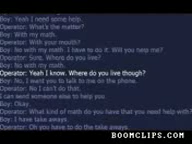 Boy: Yeah I need some help.
Operator: What's the matter?
Boy: With my math.
Operator: With your mouth?
Boy: No with my math. I have to do it. Will you help me?
Operator: Sure. Where do you live?
Boy: No with my math.
Operator: Yeah I know. Where do you live though?
Boy: No, I want you to talk to me on the phone.
Operator: No I can't do that.
I can send someone else to help you
Boy: Okay.
Operator: What kind of math do you have that you need help with?
Boy: I have take aways.
Operator: Oh you have to do the take aways.
BOOMCLIPS.COM